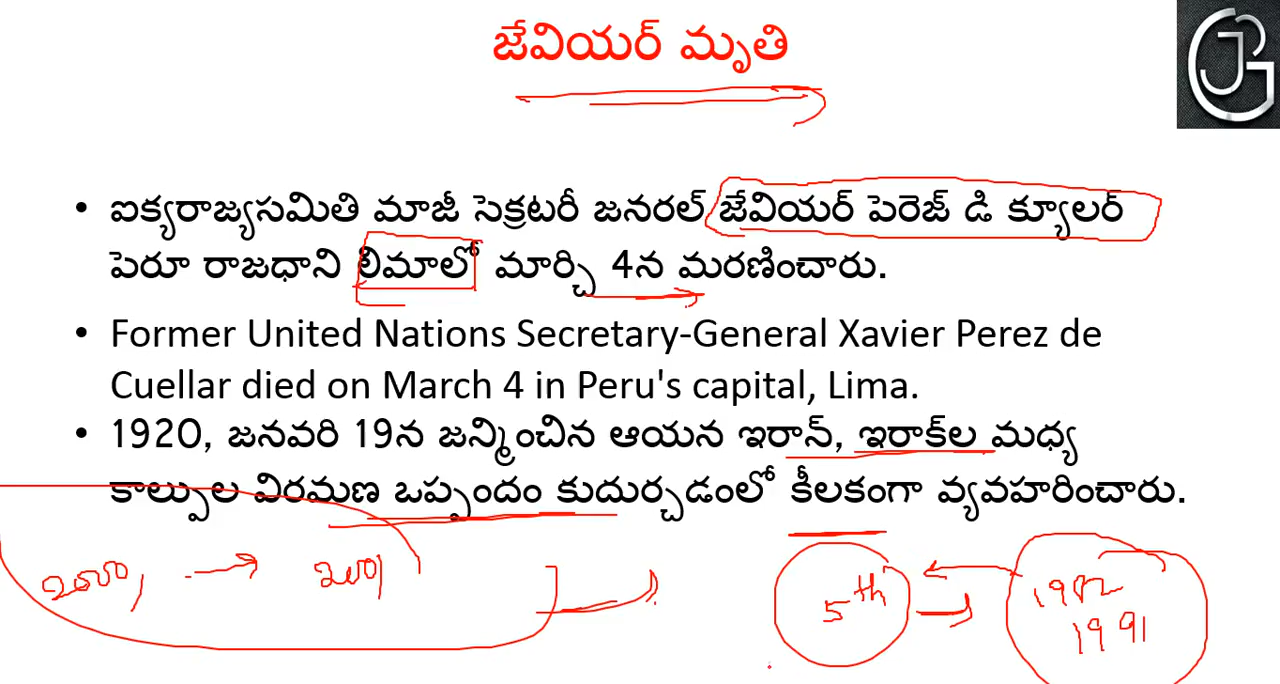 జేవియర్ మృతి
• ఐక్యరాజ్యసమితి మాజీ సెక్రటరీ జనరల్ జేవియర్ పెరెజ్ డి క్యూలర్
పెరూ రాజధాని లిమాలో మార్చి 4న మరణించారు.
• Former United Nations Secretary-General Xavier Perez de
Cuellar died on March 4 in Peru's capital, Lima.
• 1920, జనవరి 19న జన్మించిన ఆయన ఇరాన్, ఇరాక్‌ల మధ్య
కాల్పుల విరమణ ఒప్పందం కుదుర్చడంలో కీలకంగా వ్యవహరించారు.
2001
5th
1982
1991